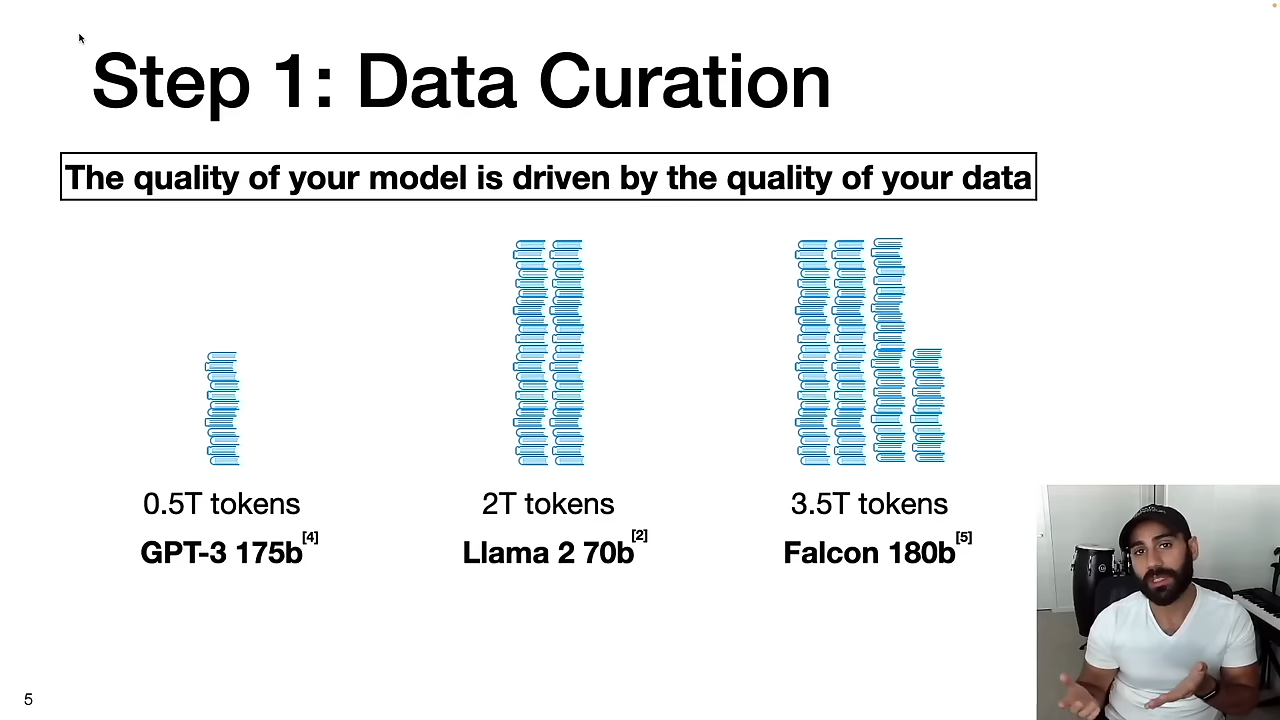 Step 1: Data Curation
The quality of your model is driven by the quality of your data
0.5T tokens
GPT-3 175b[4]
2T tokens
Llama 2 70b[2]
3.5T tokens
Falcon 180b[5]
5